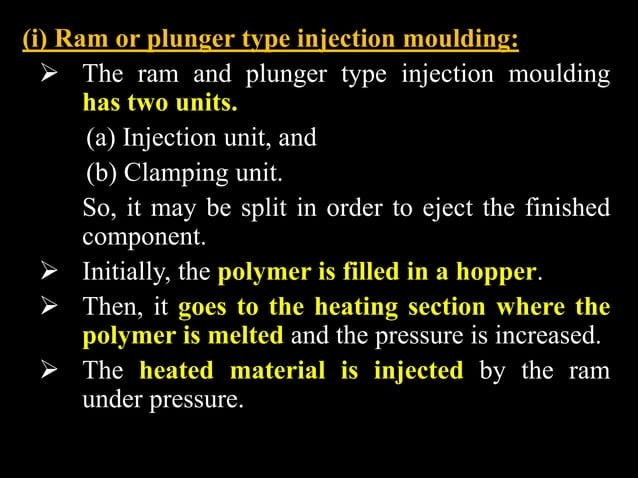 (i) Ram or plunger type injection moulding:
➢ The ram and plunger type injection moulding
has two units.
(a) Injection unit, and
(b) Clamping unit.
So, it may be split in order to eject the finished
component.
➢ Initially, the polymer is filled in a hopper.
➢ Then, it goes to the heating section where the
polymer is melted and the pressure is increased.
➢ The heated material is injected by the ram
under pressure.